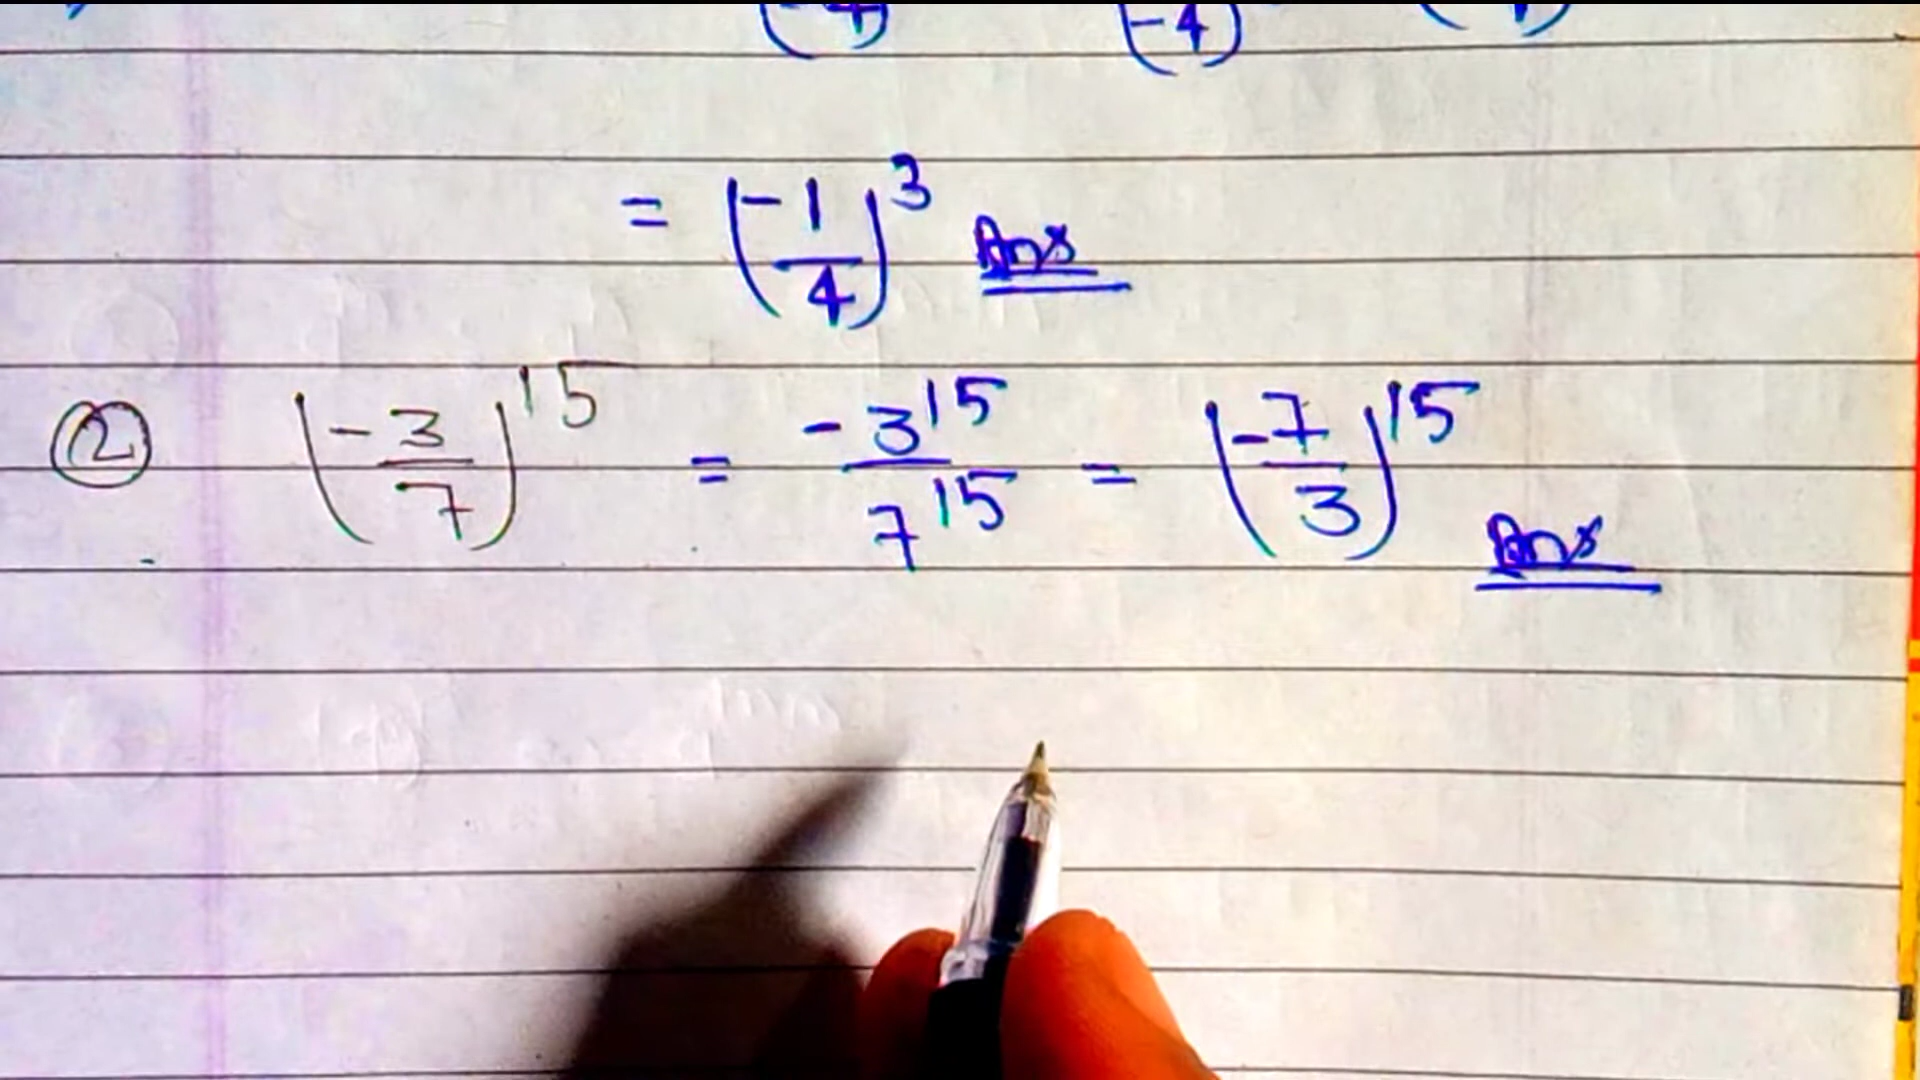 = (-1/4)^3 Ans
② (-3/7)^15 = -3^15/7^15 = (-7/3)^15 Ans